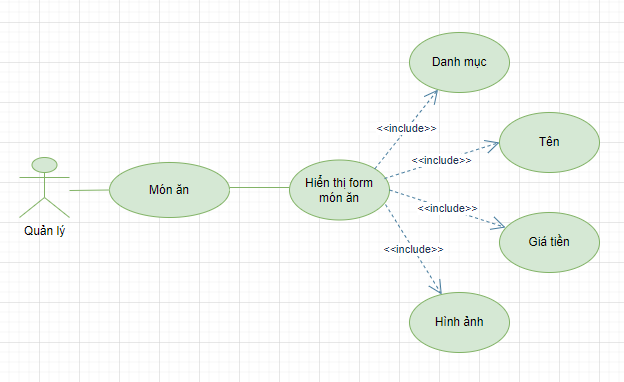 Danh mục
<<include>>
Tên
<<include>>
Món ăn
Hiển thị form
món ăn
<<include>>
Quản lý
Giá tiền
<<include>>
Hình ảnh